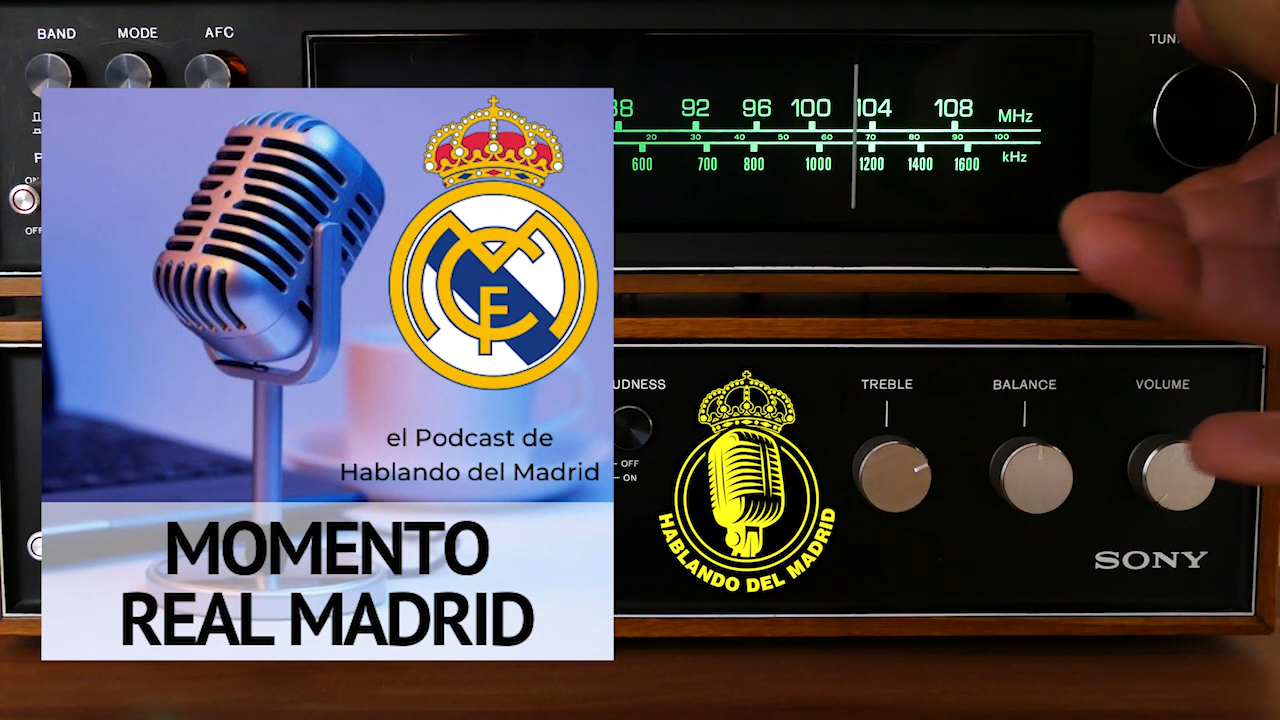 BAND MODE AFC
88 92 96 100 104 108 MHz
20 30 40 50 60 70 80 90 100
600 700 800 1000 1200 1400 1600 kHz
ON
OFF
el Podcast de
Hablando del Madrid
MOMENTO
REAL MADRID
TREBLE BALANCE VOLUME
OFF
ON
HABLANDO DEL MADRID
SONY